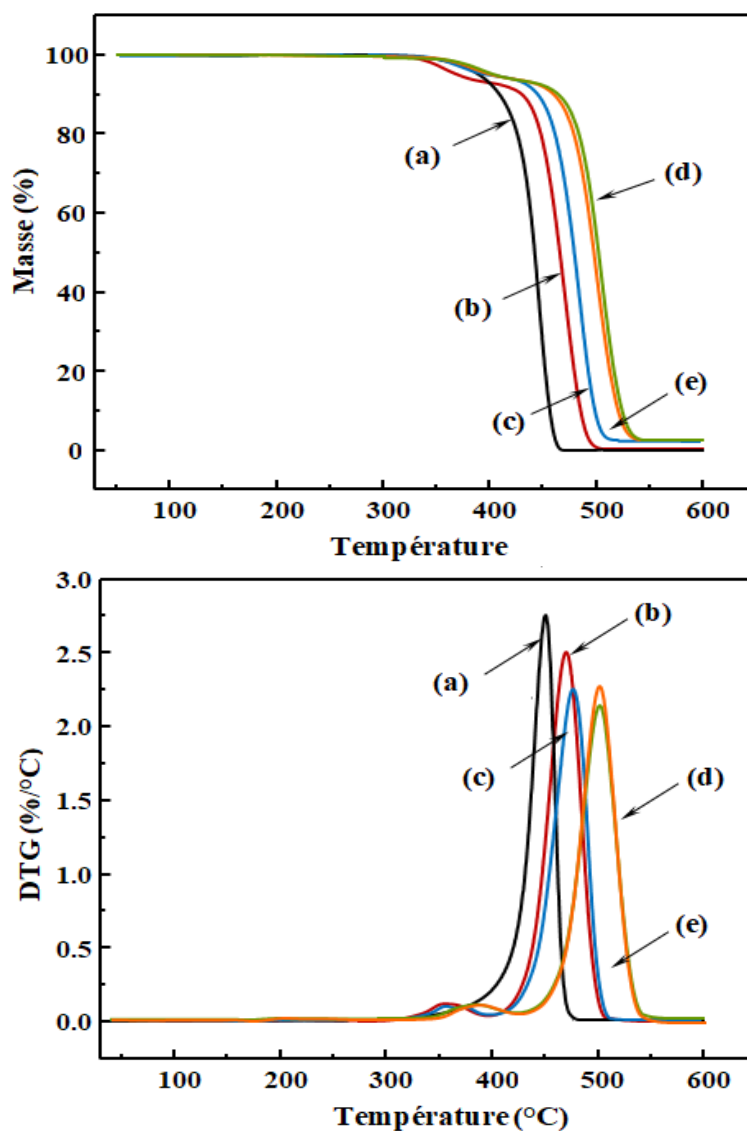 100
80
60
40
20
0
Masse (%)
(a)
(d)
(b)
(e)
(c)
100 200 300 400 500 600
Température
3.0
2.5
2.0
1.5
1.0
0.5
0.0
DTG (%/°C)
(b)
(a)
(c)
(d)
(e)
100 200 300 400 500 600
Température (°C)